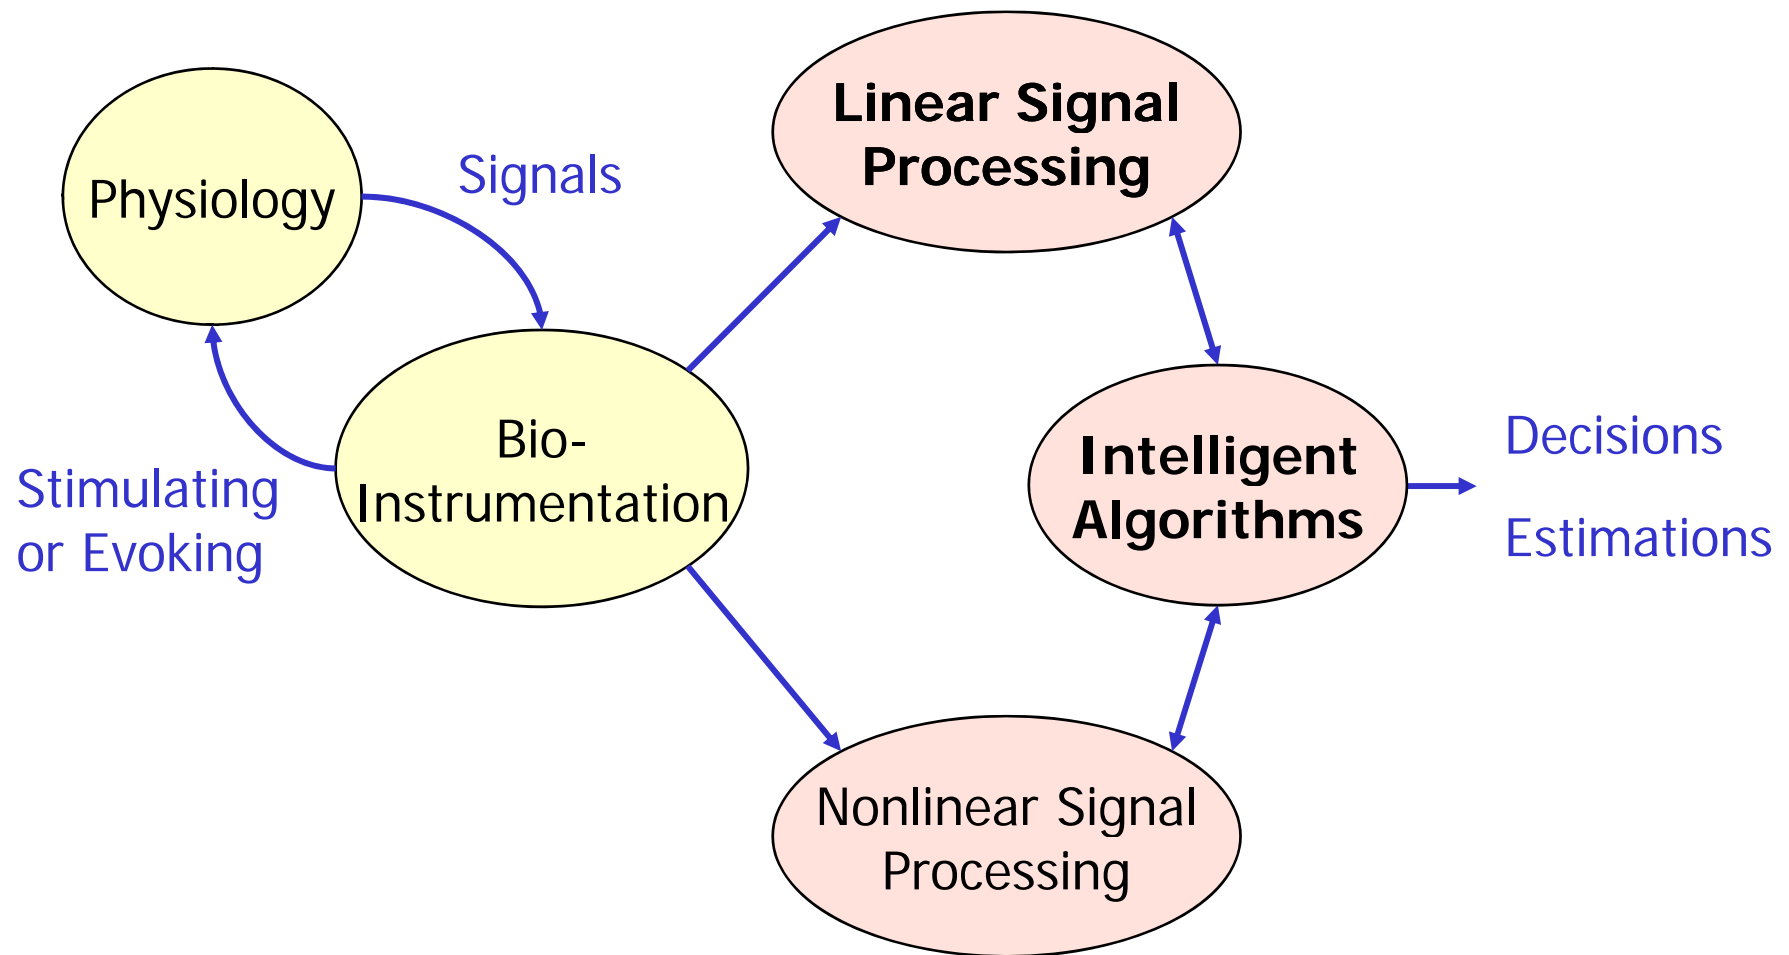 Linear Signal
Processing
Physiology
Signals
Bio-
Instrumentation
Stimulating
or Evoking
Intelligent
Algorithms
Decisions
Estimations
Nonlinear Signal
Processing